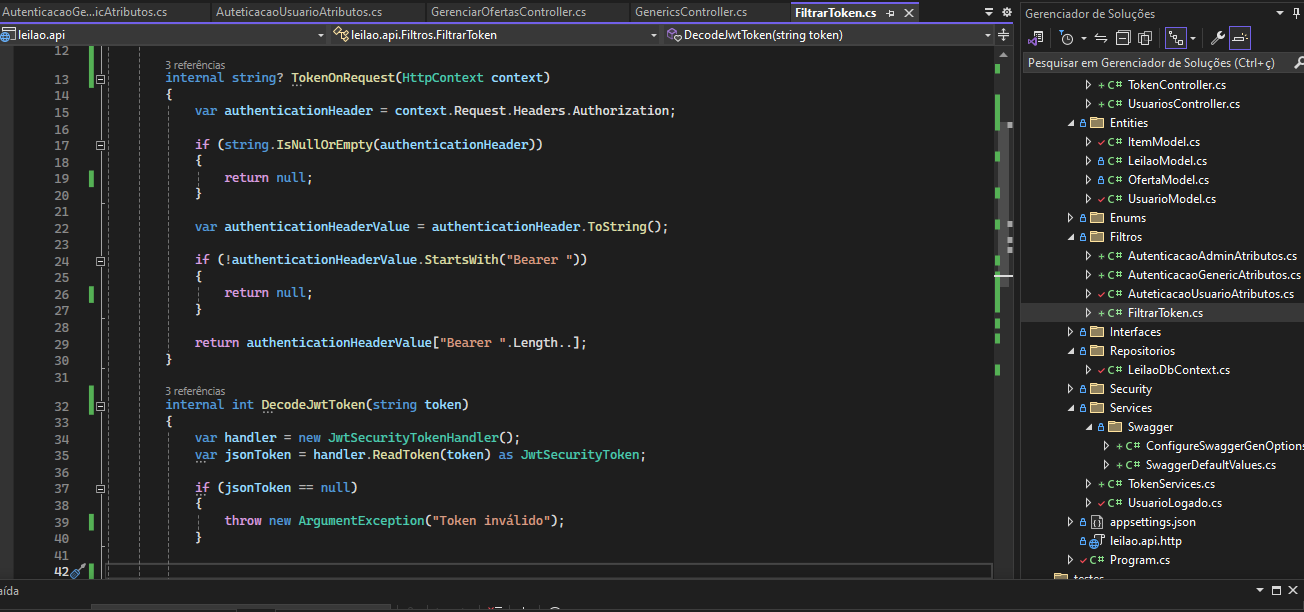 AutenticacaoGe...icAtributos.cs
AuteticacaoUsuarioAtributos.cs
GerenciarOfertasController.cs
GenericsController.cs
FiltrarToken.cs
leilao.api
leilao.api.Filtros.FiltrarToken
DecodeJwtToken(string token)
12
3 referências
13 internal string? TokenOnRequest(HttpContext context)
14 {
15 var authenticationHeader = context.Request.Headers.Authorization;
16
17 if (string.IsNullOrEmpty(authenticationHeader))
18 {
19 return null;
20 }
21
22 var authenticationHeaderValue = authenticationHeader.ToString();
23
24 if (!authenticationHeaderValue.StartsWith("Bearer "))
25 {
26 return null;
27 }
28
29 return authenticationHeaderValue["Bearer ".Length..];
30 }
31
3 referências
32 internal int DecodeJwtToken(string token)
33 {
34 var handler = new JwtSecurityTokenHandler();
35 var jsonToken = handler.ReadToken(token) as JwtSecurityToken;
36
37 if (jsonToken == null)
38 {
39 throw new ArgumentException("Token inválido");
40 }
41
42
aída
Gerenciador de Soluções
Pesquisar em Gerenciador de Soluções (Ctrl+ç)
C# TokenController.cs
C# UsuariosController.cs
Entities
C# ItemModel.cs
C# LeilaoModel.cs
C# OfertaModel.cs
C# UsuarioModel.cs
Enums
Filtros
C# AutenticacaoAdminAtributos.cs
C# AutenticacaoGenericAtributos.cs
C# AuteticacaoUsuarioAtributos.cs
C# FiltrarToken.cs
Interfaces
Repositorios
C# LeilaoDbContext.cs
Security
Services
Swagger
C# ConfigureSwaggerGenOptions
C# SwaggerDefaultValues.cs
C# TokenServices.cs
C# UsuarioLogado.cs
appsettings.json
leilao.api.http
C# Program.cs
testes